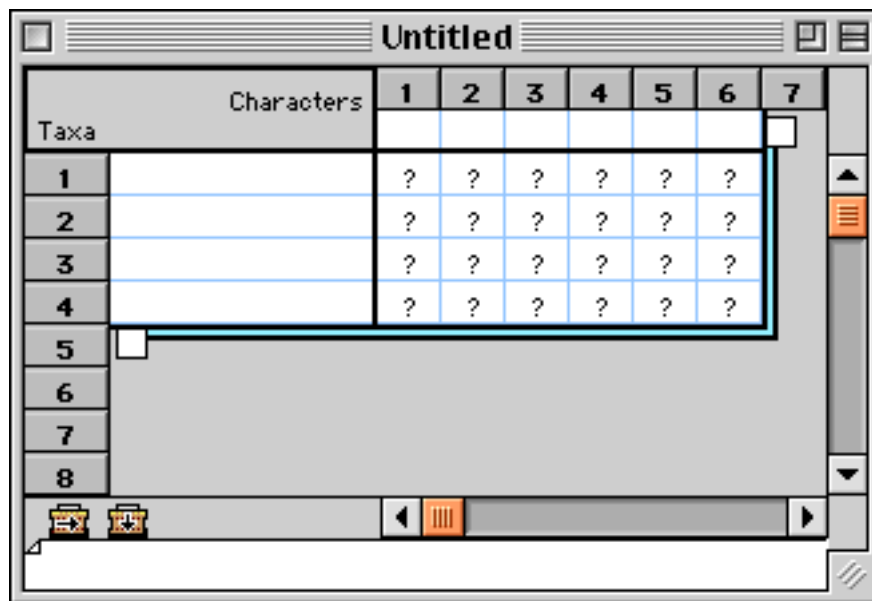 Untitled
Characters 1 2 3 4 5 6 7
Taxa
1 ? ? ? ? ? ?
2 ? ? ? ? ? ?
3 ? ? ? ? ? ?
4 ? ? ? ? ? ?
5
6
7
8